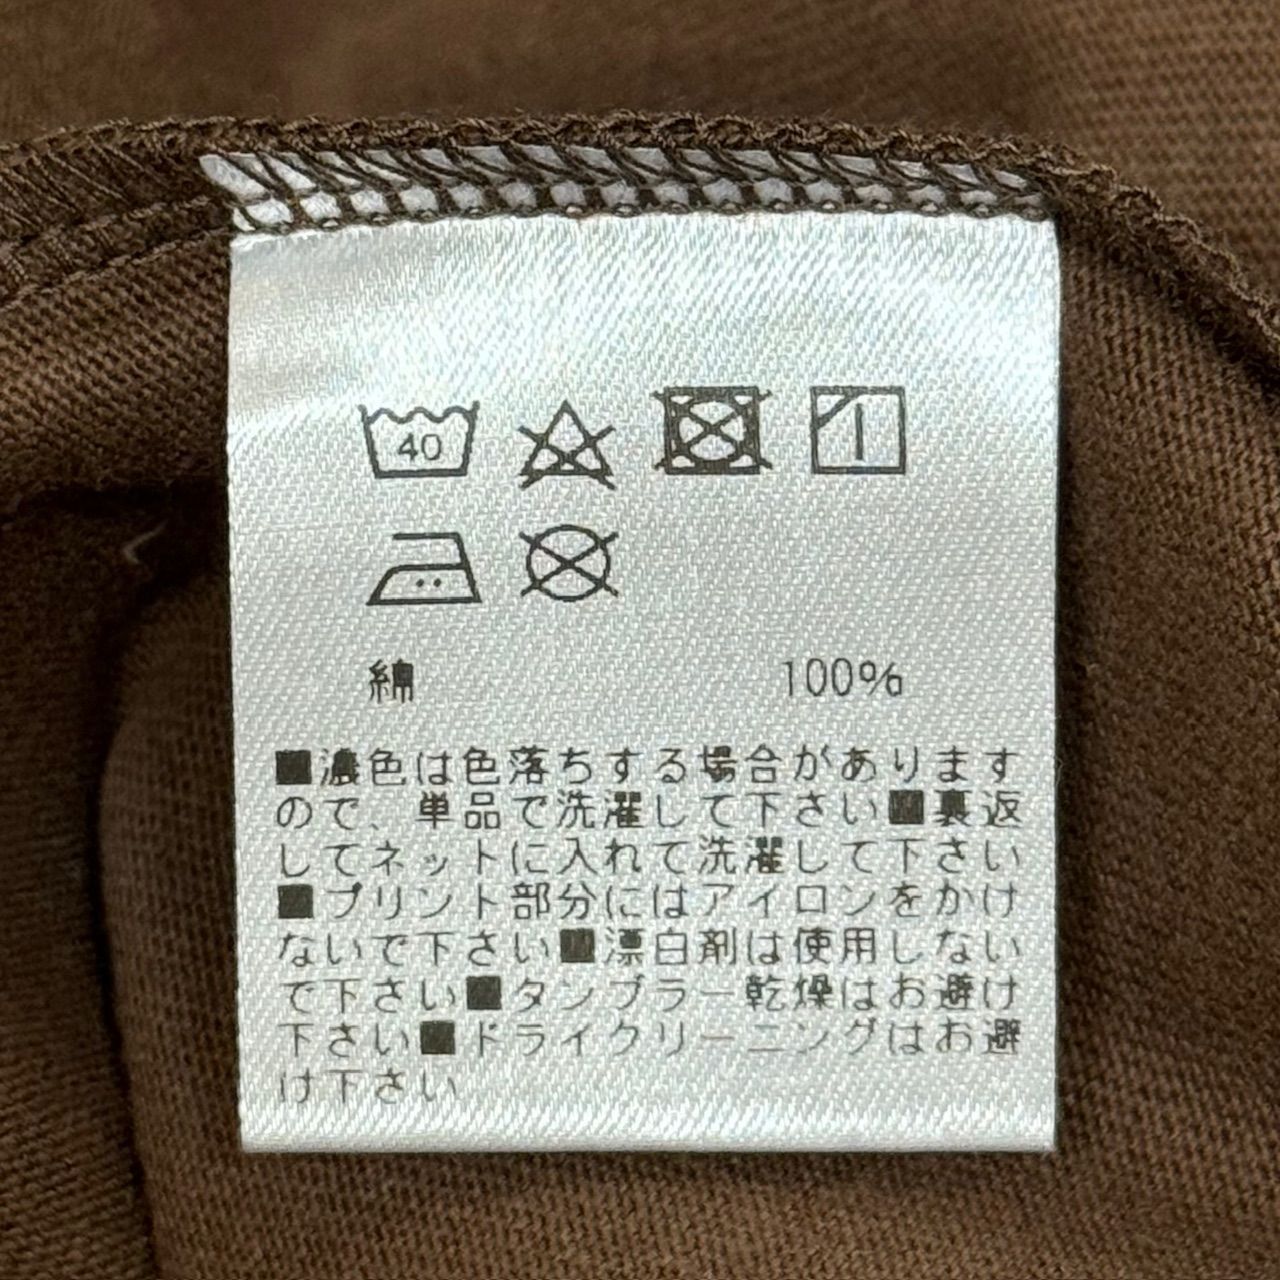 40
綿 100%
■濃色は色落ちする場合があります
ので、単品で洗濯して下さい■裏返
してネットに入れて洗濯して下さい
■プリント部分にはアイロンをかけ
ないで下さい■漂白剤は使用しない
で下さい■タンブラー乾燥はお避け
下さい■ドライクリーニングはお避
け下さい